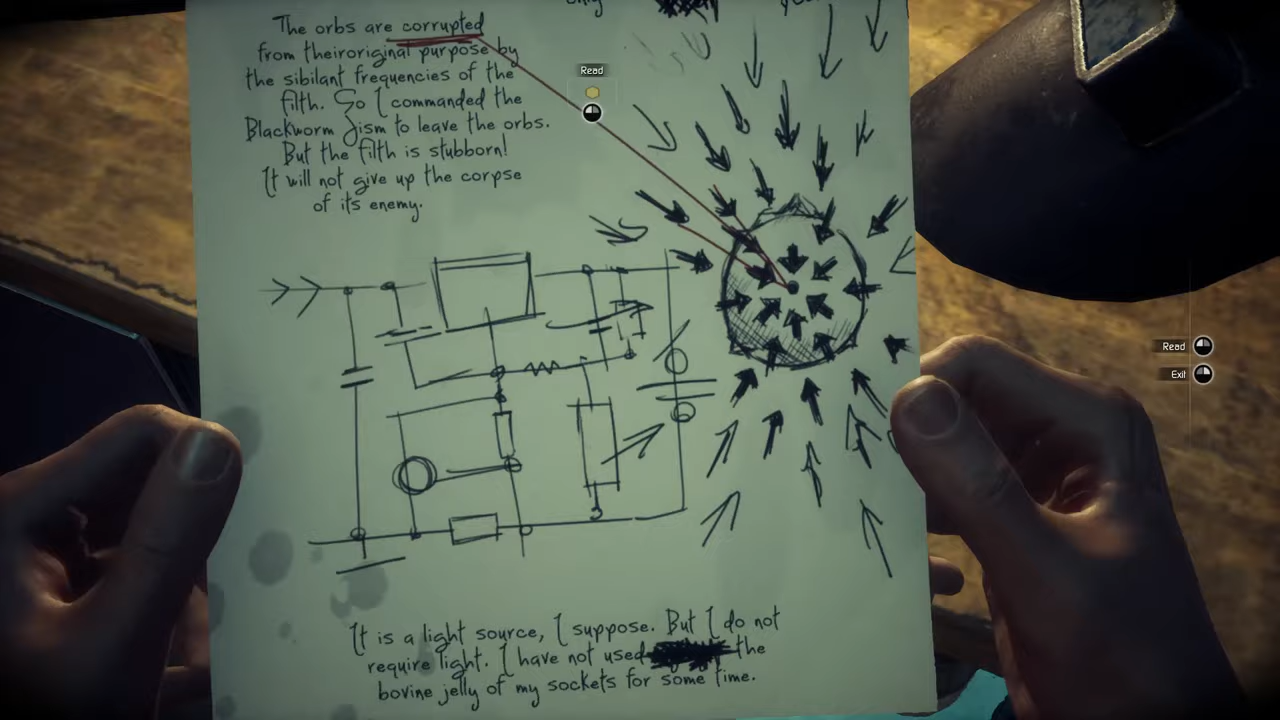 only
The orbs are corrupted
from theiroriginal purpose by
the sibilant frequencies of the
filth. So I commanded the
Blackworm Jism to leave the orbs.
But the filth is stubborn!
It will not give up the corpse
of its enemy.
Read
Read
Exit
It is a light source, I suppose. But I do not
require light. I have not used the
bovine jelly of my sockets for some time.